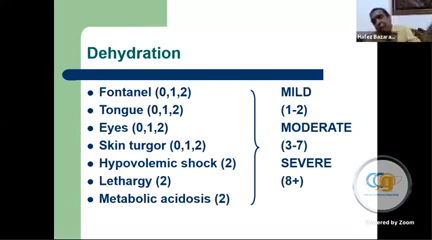 Hafez Bazara...
Dehydration
Fontanel (0,1,2)
Tongue (0,1,2)
Eyes (0,1,2)
Skin turgor (0,1,2)
Hypovolemic shock (2)
Lethargy (2)
Metabolic acidosis (2)
MILD
(1-2)
MODERATE
(3-7)
SEVERE
(8+)
Powered by Zoom